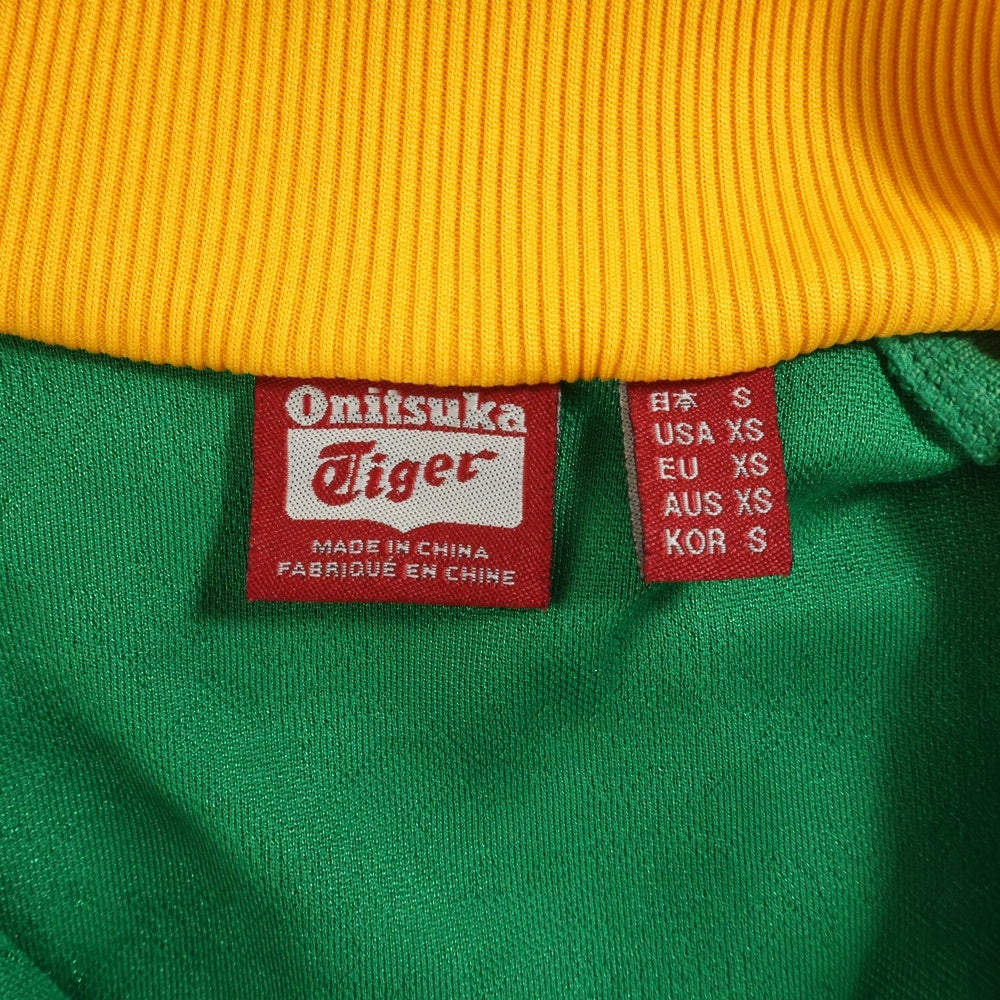 Onitsuka
Tiger
MADE IN CHINA
FABRIQUÉ EN CHINE
日本 S
USA XS
EU XS
AUS XS
KOR S